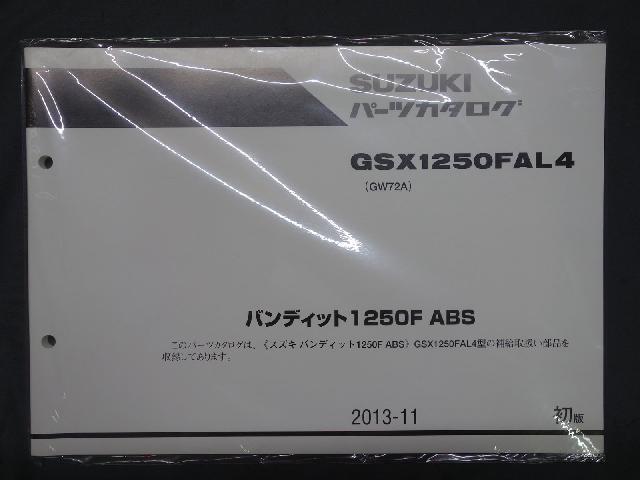 SUZUKI
パーツカタログ
GSX1250FAL4
(GW72A)
バンディット1250F ABS
このパーツカタログは、《スズキ バンディット1250F ABS》GSX1250FAL4型の補給取扱い部品を
収録してあります。
2013-11
初版